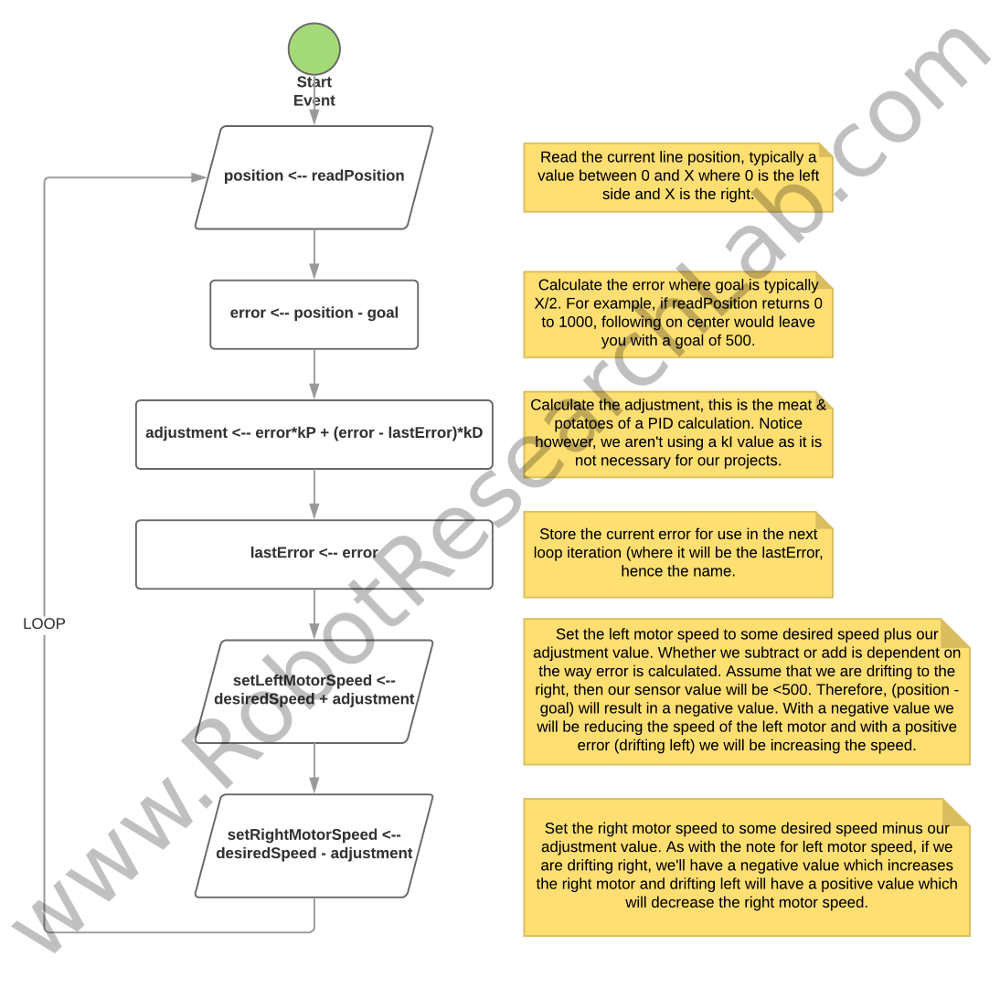 Start
Event
position <-- readPosition
Read the current line position, typically a
value between 0 and X where 0 is the left
side and X is the right.
error <-- position - goal
Calculate the error where goal is typically
X/2. For example, if readPosition returns 0
to 1000, following on center would leave
you with a goal of 500.
adjustment <-- error*kP + (error - lastError)*kD
Calculate the adjustment, this is the meat &
potatoes of a PID calculation. Notice
however, we aren't using a kI value as it is
not necessary for our projects.
lastError <-- error
Store the current error for use in the next
loop iteration (where it will be the lastError,
hence the name.
LOOP
setLeftMotorSpeed <--
desiredSpeed + adjustment
Set the left motor speed to some desired speed plus our
adjustment value. Whether we subtract or add is dependent on
the way error is calculated. Assume that we are drifting to the
right, then our sensor value will be <500. Therefore, (position -
goal) will result in a negative value. With a negative value we
will be reducing the speed of the left motor and with a positive
error (drifting left) we will be increasing the speed.
setRightMotorSpeed <--
desiredSpeed - adjustment
Set the right motor speed to some desired speed minus our
adjustment value. As with the note for left motor speed, if we
are drifting right, we'll have a negative value which increases
the right motor and drifting left will have a positive value which
will decrease the right motor speed.
www.RobotResearchLab.com